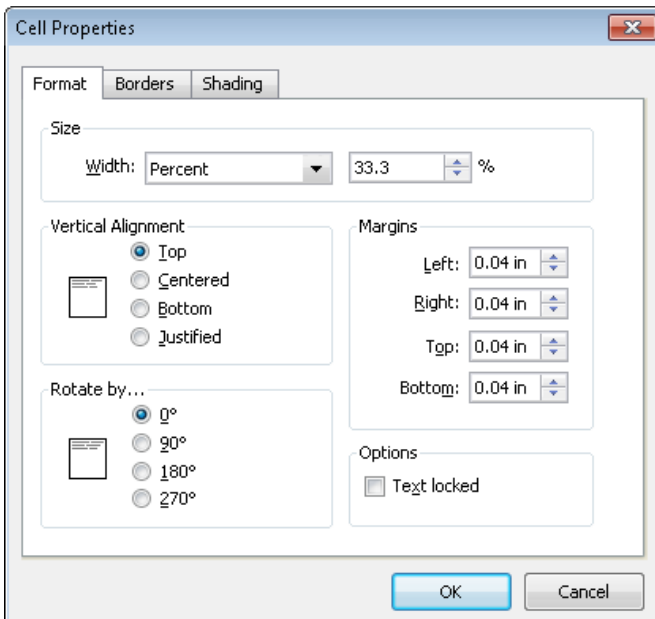 Cell Properties
Format Borders Shading
Size
Width: Percent 33.3 %
Vertical Alignment
Top
Centered
Bottom
Justified
Margins
Left: 0.04 in
Right: 0.04 in
Top: 0.04 in
Bottom: 0.04 in
Rotate by...
0°
90°
180°
270°
Options
Text locked
OK Cancel